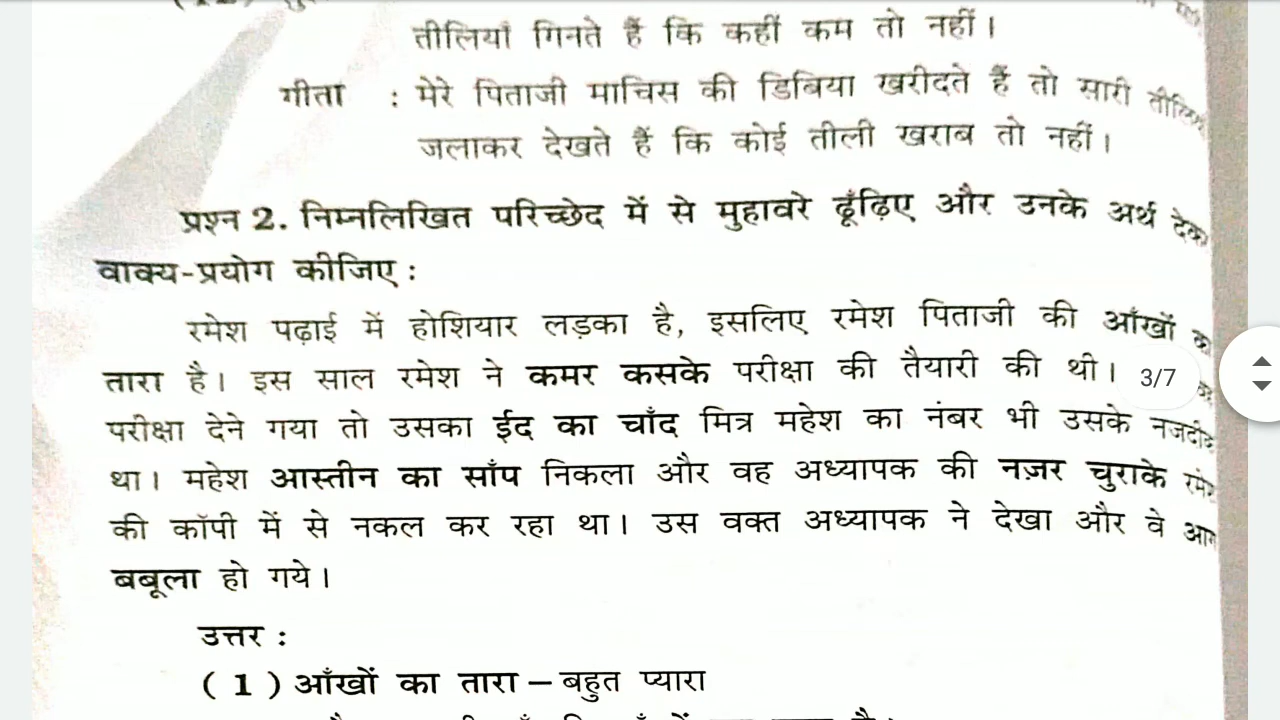 तीलियाँ गिनते हैं कि कहीं कम तो नहीं।
गीता : मेरे पिताजी माचिस की डिबिया खरीदते हैं तो सारी
जलाकर देखते हैं कि कोई तीली खराब तो नहीं।
प्रश्न 2. निम्नलिखित परिच्छेद में से मुहावरे ढूँढ़िए और उनके अर्थ देकर
वाक्य-प्रयोग कीजिए :
रमेश पढ़ाई में होशियार लड़का है, इसलिए रमेश पिताजी की आँखों का
तारा है। इस साल रमेश ने कमर कसके परीक्षा की तैयारी की थी।
3/7
परीक्षा देने गया तो उसका ईद का चाँद मित्र महेश का नंबर भी उसके नजदीक
था। महेश आस्तीन का साँप निकला और वह अध्यापक की नज़र चुराके रमेश
की कॉपी में से नकल कर रहा था। उस वक्त अध्यापक ने देखा और वे आग
बबूला हो गये।
उत्तर :
( 1 ) आँखों का तारा – बहुत प्यारा